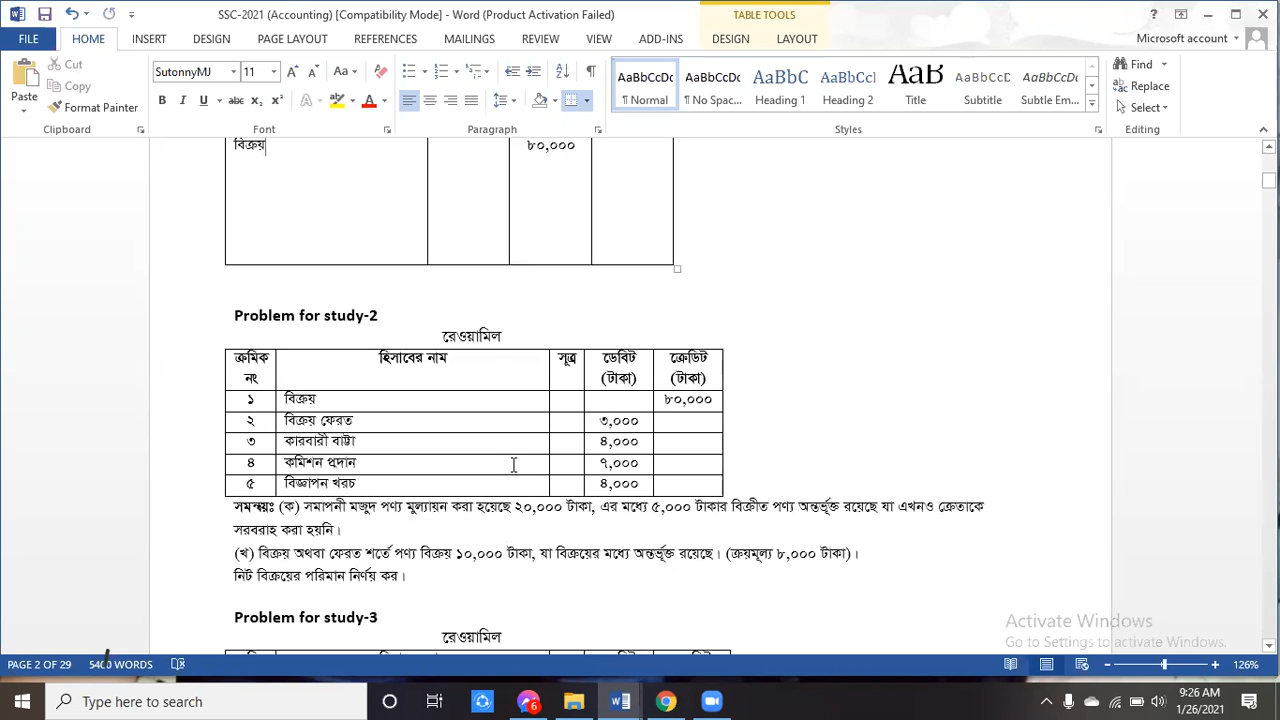 SSC-2021 (Accounting) [Compatibility Mode] - Word (Product Activation Failed)
TABLE TOOLS
FILE HOME INSERT DESIGN PAGE LAYOUT REFERENCES MAILINGS REVIEW VIEW ADD-INS DESIGN LAYOUT
Microsoft account
Paste
Cut
Copy
Format Painter
SutonnyMJ 11
AaBbCcDc AaBbCcDc AaBbC AaBbCc AaB AaBbCcD AaBbCcDc
¶ Normal ¶ No Spac... Heading 1 Heading 2 Title Subtitle Subtle Em...
Find
Replace
Select
Clipboard Font Paragraph Styles Editing
বিক্রয় ৮০,০০০
Problem for study-2
রেওয়ামিল
ক্রমিক নং হিসাবের নাম সূত্র ডেবিট (টাকা) ক্রেডিট (টাকা)
১ বিক্রয় ৮০,০০০
২ বিক্রয় ফেরত ৩,০০০
৩ কারবারী বাট্টা ৪,০০০
৪ কমিশন প্রদান ৭,০০০
৫ বিজ্ঞাপন খরচ ৪,০০০
সমন্বয়ঃ (ক) সমাপনী মজুদ পণ্য মুল্যায়ন করা হয়েছে ২০,০০০ টাকা, এর মধ্যে ৫,০০০ টাকার বিক্রীত পণ্য অন্তর্ভূক্ত রয়েছে যা এখনও ক্রেতাকে
সরবরাহ করা হয়নি।
(খ) বিক্রয় অথবা ফেরত শর্তে পণ্য বিক্রয় ১০,০০০ টাকা, যা বিক্রয়ের মধ্যে অন্তর্ভূক্ত রয়েছে। (ক্রয়মূল্য ৮,০০০ টাকা)।
নিট বিক্রয়ের পরিমান নির্ণয় কর।
Problem for study-3
রেওয়ামিল
Activate Windows
Go to Settings to activate Windows.
PAGE 2 OF 29 5400 WORDS 126%
Type here to search
9:26 AM
1/26/2021